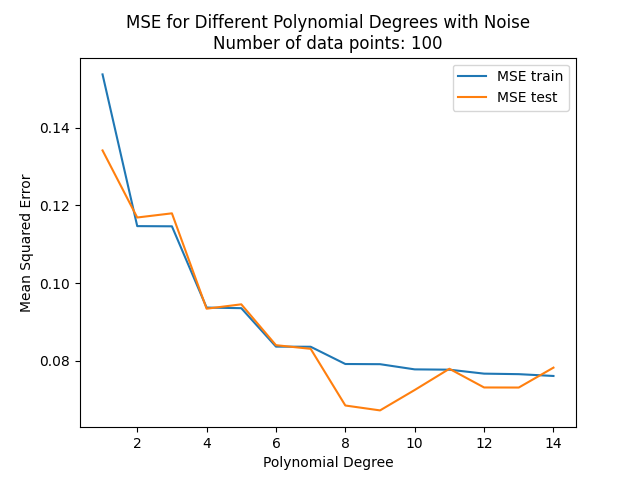 MSE for Different Polynomial Degrees with Noise
Number of data points: 100
MSE train
MSE test
Mean Squared Error
0.14
0.12
0.10
0.08
2 4 6 8 10 12 14
Polynomial Degree